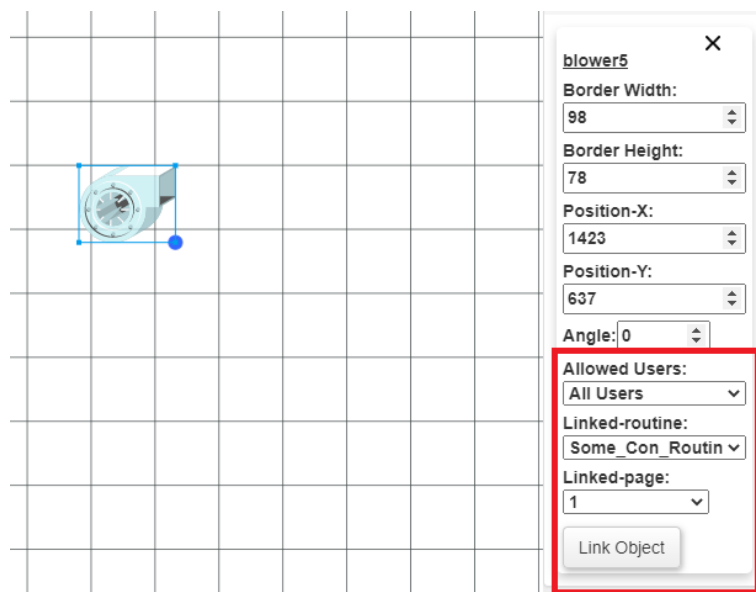 ×
blower5
Border Width:
98
Border Height:
78
Position-X:
1423
Position-Y:
637
Angle: 0
Allowed Users:
All Users
Linked-routine:
Some_Con_Routin
Linked-page:
1
Link Object